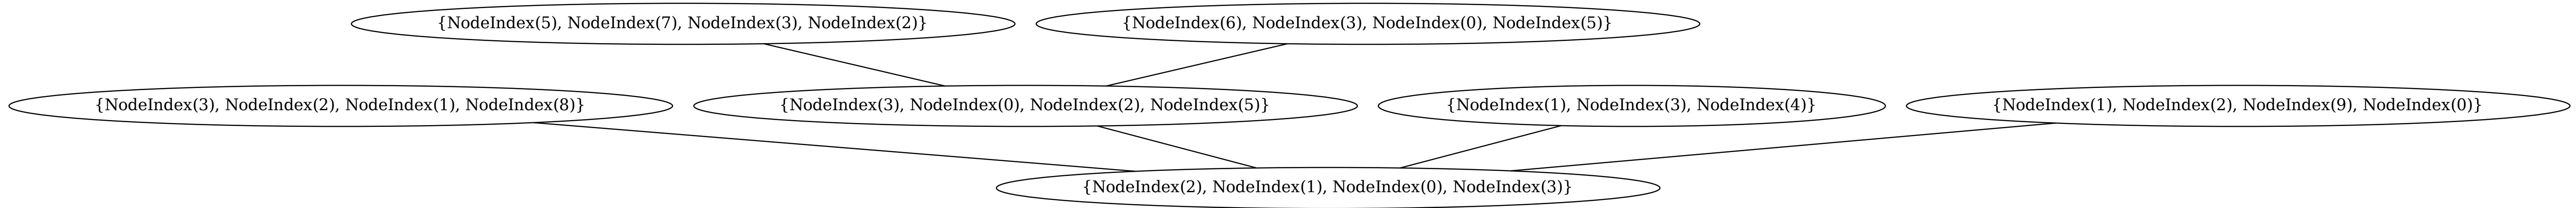 {NodeIndex(5), NodeIndex(7), NodeIndex(3), NodeIndex(2)}
{NodeIndex(6), NodeIndex(3), NodeIndex(0), NodeIndex(5)}
{NodeIndex(3), NodeIndex(2), NodeIndex(1), NodeIndex(8)}
{NodeIndex(3), NodeIndex(0), NodeIndex(2), NodeIndex(5)}
{NodeIndex(1), NodeIndex(3), NodeIndex(4)}
{NodeIndex(1), NodeIndex(2), NodeIndex(9), NodeIndex(0)}
{NodeIndex(2), NodeIndex(1), NodeIndex(0), NodeIndex(3)}